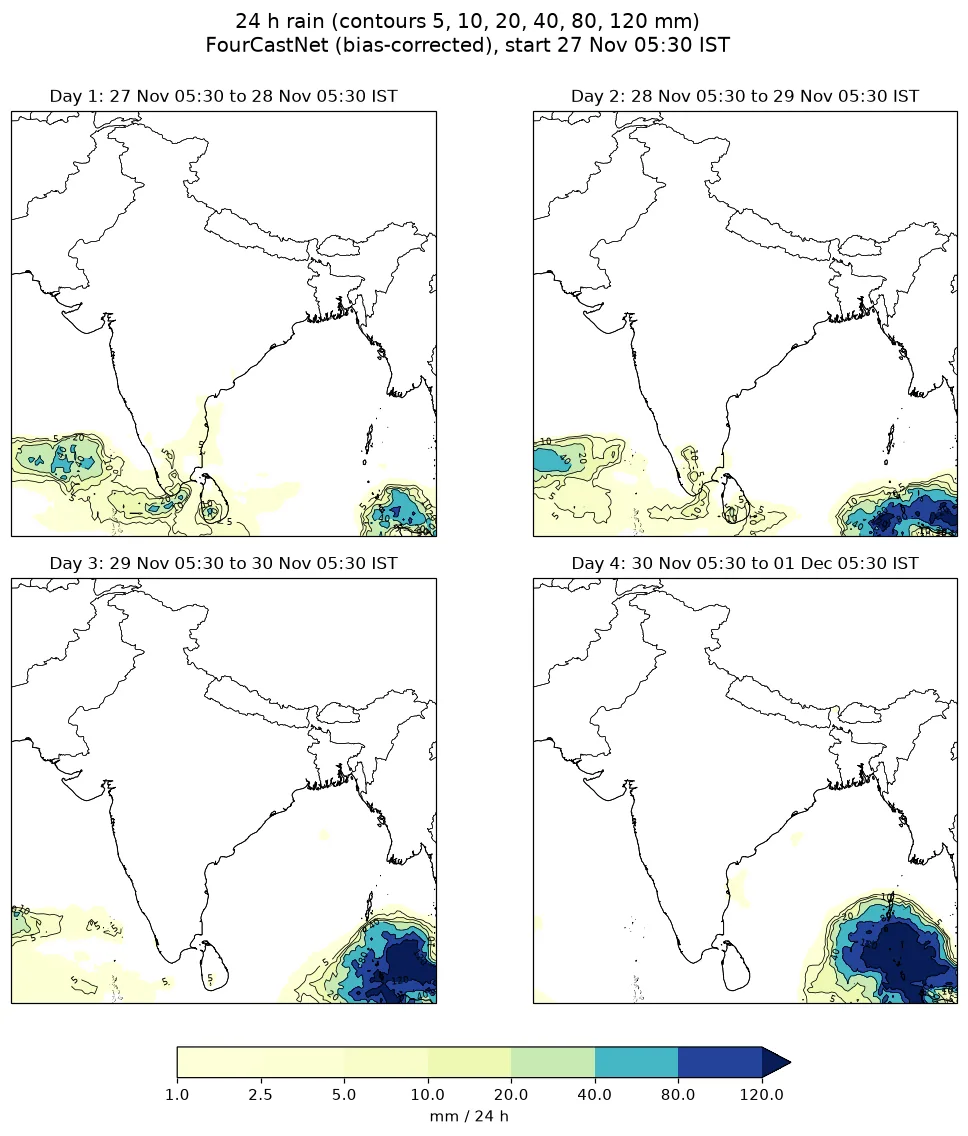 24 h rain (contours 5, 10, 20, 40, 80, 120 mm)
FourCastNet (bias-corrected), start 27 Nov 05:30 IST
Day 1: 27 Nov 05:30 to 28 Nov 05:30 IST
Day 2: 28 Nov 05:30 to 29 Nov 05:30 IST
Day 3: 29 Nov 05:30 to 30 Nov 05:30 IST
Day 4: 30 Nov 05:30 to 01 Dec 05:30 IST
1.0 2.5 5.0 10.0 20.0 40.0 80.0 120.0
mm / 24 h